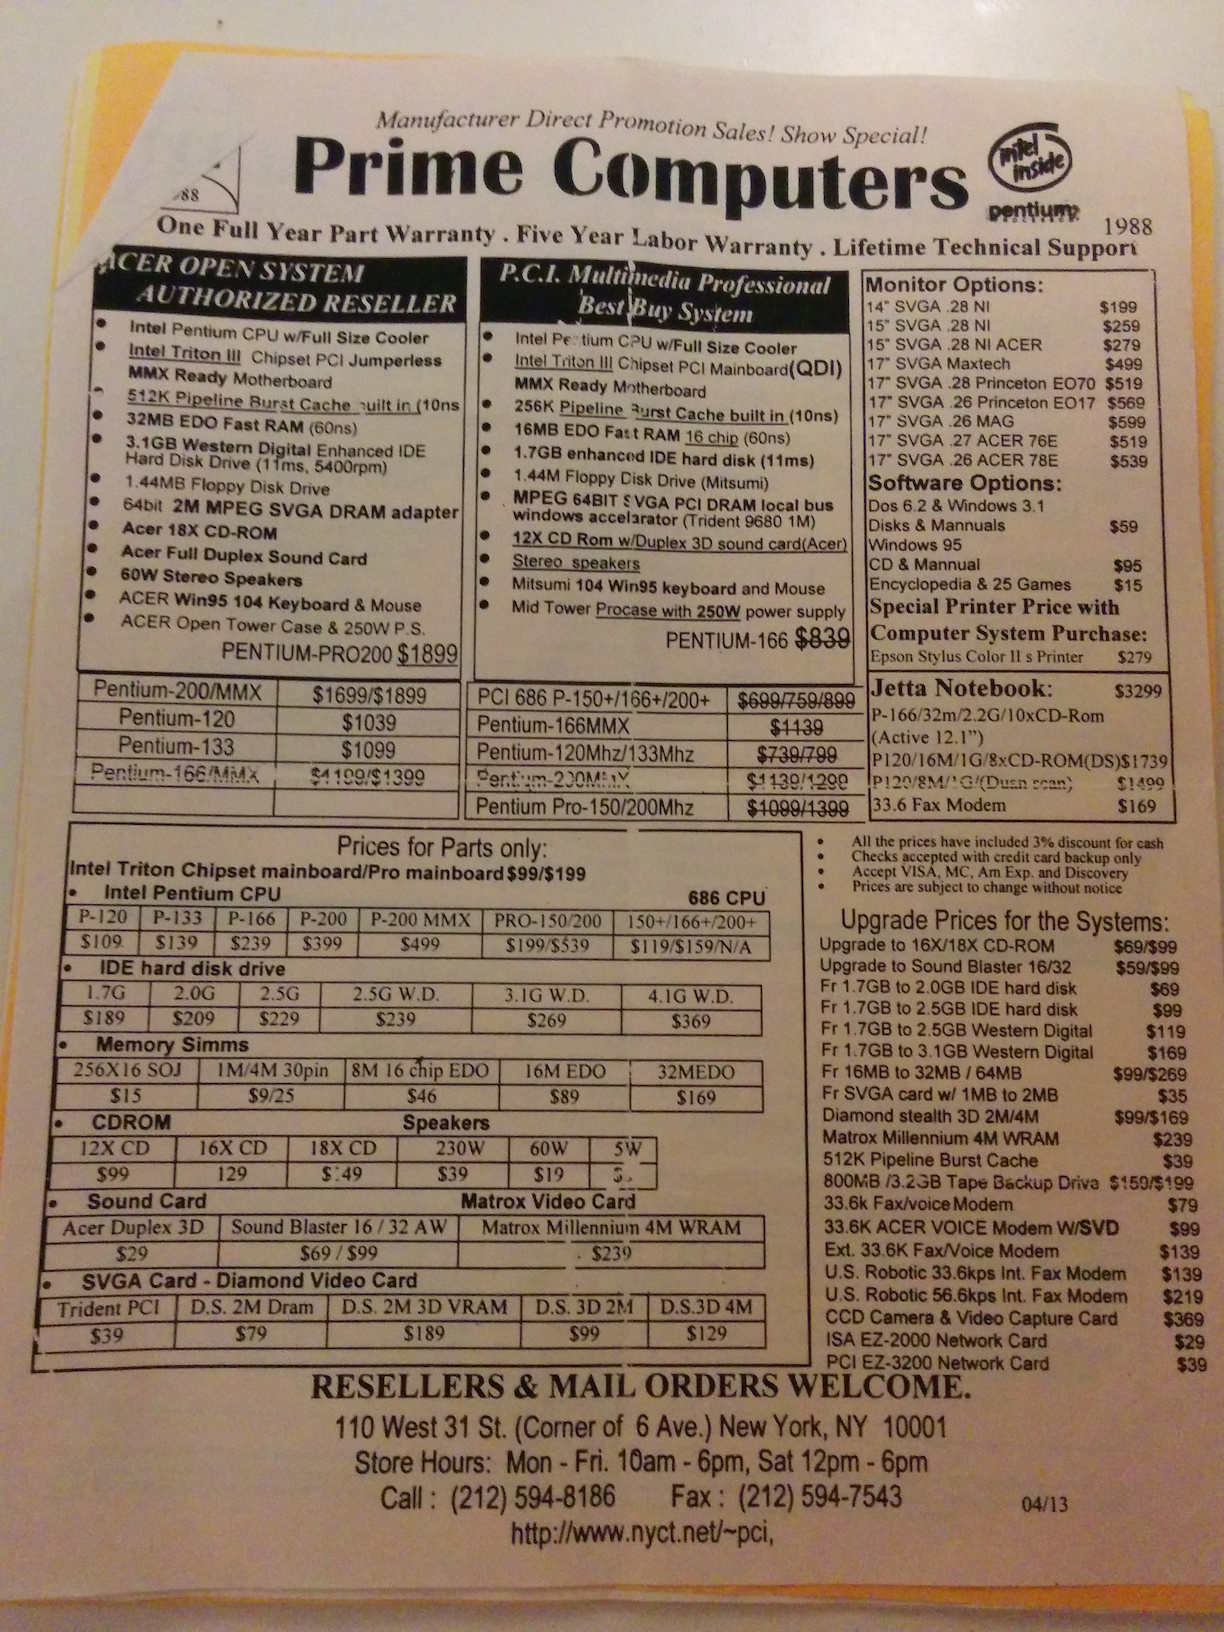 Manufacturer Direct Promotion Sales! Show Special!
Prime Computers
intel inside
pentium
88
1988
One Full Year Part Warranty . Five Year Labor Warranty . Lifetime Technical Support
ACER OPEN SYSTEM
AUTHORIZED RESELLER
• Intel Pentium CPU w/Full Size Cooler
• Intel Triton III Chipset PCI Jumperless
MMX Ready Motherboard
• 512K Pipeline Burst Cache built in (10ns
• 32MB EDO Fast RAM (60ns)
• 3.1GB Western Digital Enhanced IDE
Hard Disk Drive (11ms, 5400rpm)
• 1.44MB Floppy Disk Drive
• 64bit 2M MPEG SVGA DRAM adapter
• Acer 18X CD-ROM
• Acer Full Duplex Sound Card
• 60W Stereo Speakers
• ACER Win95 104 Keyboard & Mouse
• ACER Open Tower Case & 250W P.S.
PENTIUM-PRO200 $1899
Pentium-200/MMX $1699/$1899
Pentium-120 $1039
Pentium-133 $1099
Pentium-166/MMX $1199/$1399
P.C.I. Multimedia Professional
Best Buy System
• Intel Pentium CPU w/Full Size Cooler
• Intel Triton III Chipset PCI Mainboard(QDI)
MMX Ready Motherboard
• 256K Pipeline Burst Cache built in (10ns)
• 16MB EDO Fast RAM 16 chip (60ns)
• 1.7GB enhanced IDE hard disk (11ms)
• 1.44M Floppy Disk Drive (Mitsumi)
• MPEG 64BIT SVGA PCI DRAM local bus
windows accelarator (Trident 9680 1M)
• 12X CD Rom w/Duplex 3D sound card(Acer)
• Stereo speakers
• Mitsumi 104 Win95 keyboard and Mouse
• Mid Tower Procase with 250W power supply
PENTIUM-166 $839
PCI 686 P-150+/166+/200+ $699/759/899
Pentium-166MMX $1139
Pentium-120Mhz/133Mhz $739/799
Pentium-200MMX $1139/1299
Pentium Pro-150/200Mhz $1099/1399
Monitor Options:
14" SVGA .28 NI $199
15" SVGA .28 NI $259
15" SVGA .28 NI ACER $279
17" SVGA Maxtech $499
17" SVGA .28 Princeton EO70 $519
17" SVGA .26 Princeton EO17 $569
17" SVGA .26 MAG $599
17" SVGA .27 ACER 76E $519
17" SVGA .26 ACER 78E $539
Software Options:
Dos 6.2 & Windows 3.1
Disks & Mannuals $59
Windows 95
CD & Mannual $95
Encyclopedia & 25 Games $15
Special Printer Price with
Computer System Purchase:
Epson Stylus Color II s Printer $279
Jetta Notebook: $3299
P-166/32m/2.2G/10xCD-Rom
(Active 12.1")
P120/16M/1G/8xCD-ROM(DS)$1739
P120/8M/1G/(Dusn scan) $1499
33.6 Fax Modem $169
Prices for Parts only:
Intel Triton Chipset mainboard/Pro mainboard $99/$199
• Intel Pentium CPU 686 CPU
P-120 P-133 P-166 P-200 P-200 MMX PRO-150/200 150+/166+/200+
$109 $139 $239 $399 $499 $199/$539 $119/$159/N/A
• IDE hard disk drive
1.7G 2.0G 2.5G 2.5G W.D. 3.1G W.D. 4.1G W.D.
$189 $209 $229 $239 $269 $369
• Memory Simms
256X16 SOJ 1M/4M 30pin 8M 16 chip EDO 16M EDO 32MEDO
$15 $9/25 $46 $89 $169
• CDROM Speakers
12X CD 16X CD 18X CD 230W 60W 5W
$99 129 $149 $39 $19
• Sound Card Matrox Video Card
Acer Duplex 3D Sound Blaster 16 / 32 AW Matrox Millennium 4M WRAM
$29 $69 / $99 $239
• SVGA Card - Diamond Video Card
Trident PCI D.S. 2M Dram D.S. 2M 3D VRAM D.S. 3D 2M D.S.3D 4M
$39 $79 $189 $99 $129
• All the prices have included 3% discount for cash
• Checks accepted with credit card backup only
• Accept VISA, MC, Am Exp. and Discovery
• Prices are subject to change without notice
Upgrade Prices for the Systems:
Upgrade to 16X/18X CD-ROM $69/$99
Upgrade to Sound Blaster 16/32 $59/$99
Fr 1.7GB to 2.0GB IDE hard disk $69
Fr 1.7GB to 2.5GB IDE hard disk $99
Fr 1.7GB to 2.5GB Western Digital $119
Fr 1.7GB to 3.1GB Western Digital $169
Fr 16MB to 32MB / 64MB $99/$269
Fr SVGA card w/ 1MB to 2MB $35
Diamond stealth 3D 2M/4M $99/$169
Matrox Millennium 4M WRAM $239
512K Pipeline Burst Cache $39
800MB /3.2GB Tape Backup Drive $159/$199
33.6k Fax/voice Modem $79
33.6K ACER VOICE Modem W/SVD $99
Ext. 33.6K Fax/Voice Modem $139
U.S. Robotic 33.6kps Int. Fax Modem $139
U.S. Robotic 56.6kps Int. Fax Modem $219
CCD Camera & Video Capture Card $369
ISA EZ-2000 Network Card $29
PCI EZ-3200 Network Card $39
RESELLERS & MAIL ORDERS WELCOME.
110 West 31 St. (Corner of 6 Ave.) New York, NY 10001
Store Hours: Mon - Fri. 10am - 6pm, Sat 12pm - 6pm
Call : (212) 594-8186 Fax : (212) 594-7543
04/13
http://www.nyct.net/~pci,